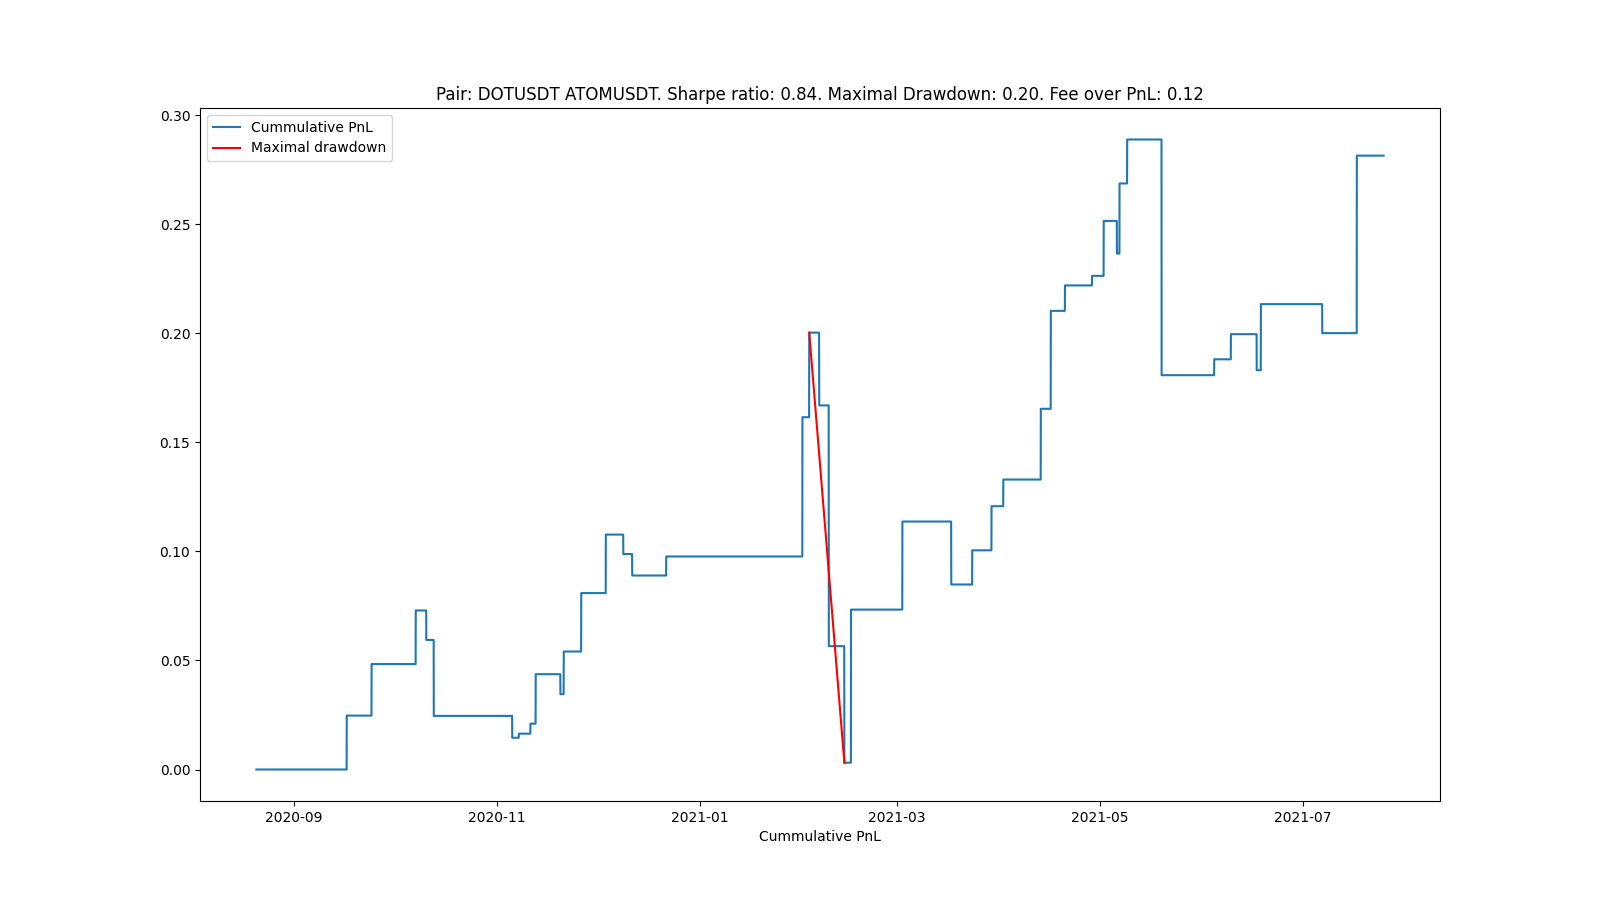 Pair: DOTUSDT ATOMUSDT. Sharpe ratio: 0.84. Maximal Drawdown: 0.20. Fee over PnL: 0.12
Cummulative PnL
Maximal drawdown
0.30
0.25
0.20
0.15
0.10
0.05
0.00
2020-09 2020-11 2021-01 2021-03 2021-05 2021-07
Cummulative PnL